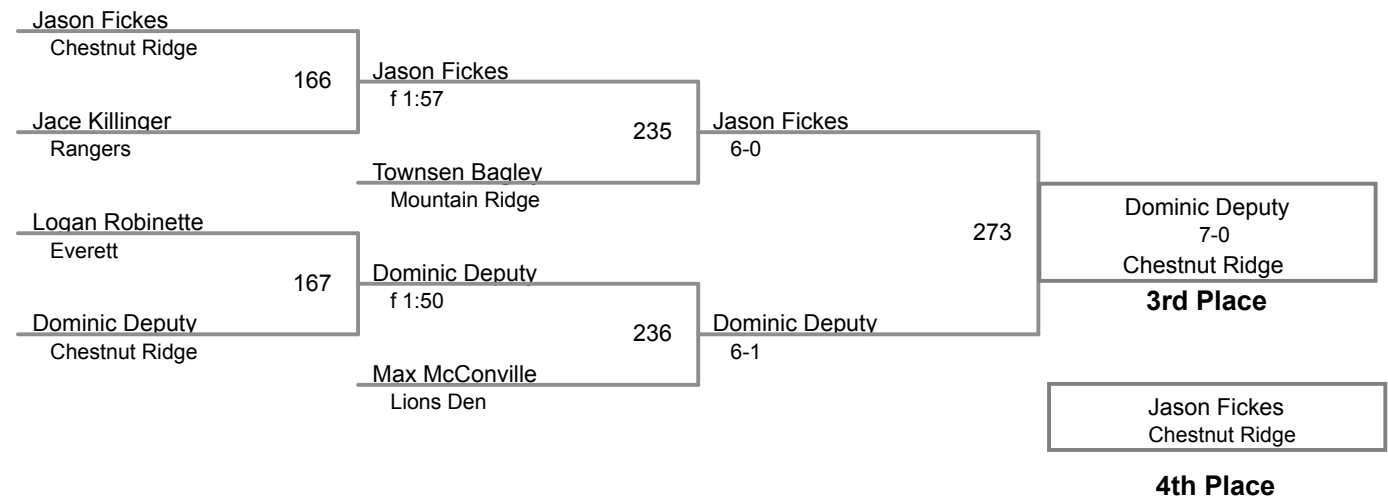 Jason Fickes
Chestnut Ridge
166
Jason Fickes
f 1:57
Jace Killinger
Rangers
235
Jason Fickes
6-0
Townsen Bagley
Mountain Ridge
Logan Robinette
Everett
273
Dominic Deputy
7-0
Chestnut Ridge
3rd Place
167
Dominic Deputy
f 1:50
Dominic Deputy
Chestnut Ridge
236
Dominic Deputy
6-1
Max McConville
Lions Den
Jason Fickes
Chestnut Ridge
4th Place